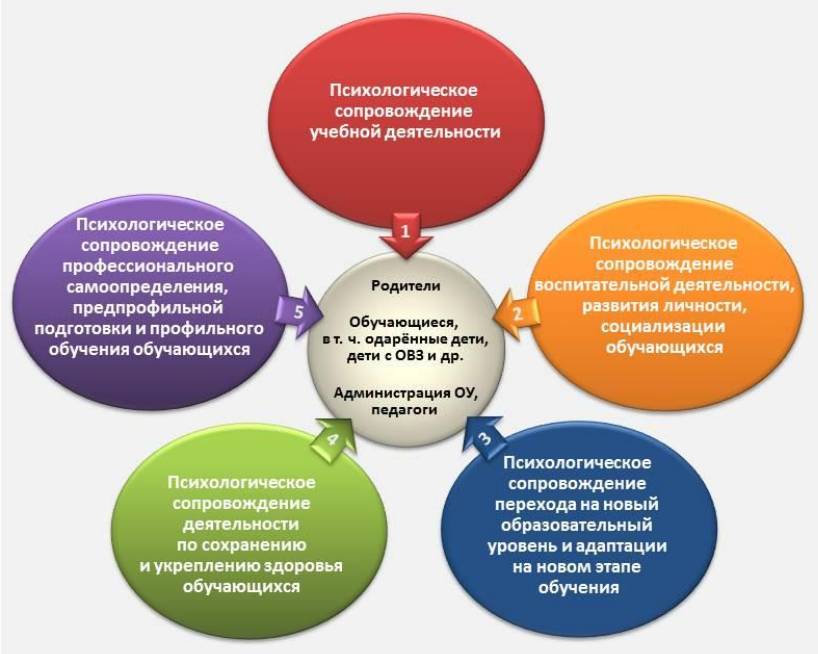 Психологическое
сопровождение
учебной деятельности
1
Психологическое
сопровождение
воспитательной деятельности,
развития личности,
социализации
обучающихся
2
Психологическое
сопровождение
перехода на новый
образовательный
уровень и адаптации
на новом этапе
обучения
3
Психологическое
сопровождение
деятельности
по сохранению
и укреплению здоровья
обучающихся
4
Психологическое
сопровождение
профессионального
самоопределения,
предпрофильной
подготовки и профильного
обучения обучающихся
5
Родители
Обучающиеся,
в т. ч. одарённые дети,
дети с ОВЗ и др.
Администрация ОУ,
педагоги